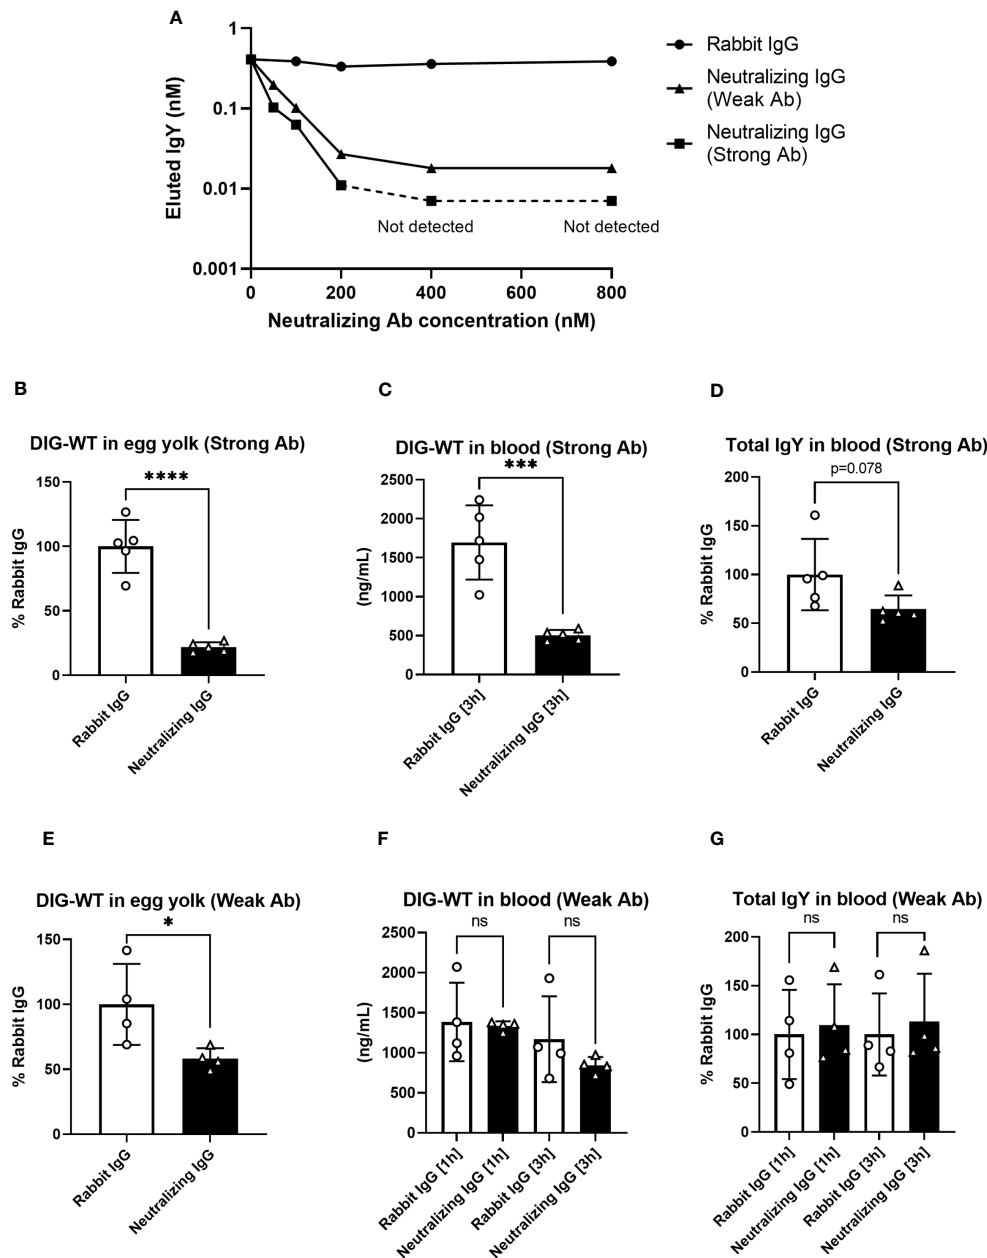 A
Eluted IgY (nM)
1
0.1
0.01
0.001
Not detected
Not detected
0
200
400
600
800
Neutralizing Ab concentration (nM)
Rabbit IgG
Neutralizing IgG
(Weak Ab)
Neutralizing IgG
(Strong Ab)
B
DIG-WT in egg yolk (Strong Ab)
****
% Rabbit IgG
150
100
50
0
Rabbit IgG
Neutralizing IgG
C
DIG-WT in blood (Strong Ab)
***
(ng/mL)
2500
2000
1500
1000
500
0
Rabbit IgG [3h]
Neutralizing IgG [3h]
D
Total IgY in blood (Strong Ab)
p=0.078
% Rabbit IgG
200
150
100
50
0
Rabbit IgG
Neutralizing IgG
E
DIG-WT in egg yolk (Weak Ab)
*
% Rabbit IgG
150
100
50
0
Rabbit IgG
Neutralizing IgG
F
DIG-WT in blood (Weak Ab)
ns
ns
(ng/mL)
2500
2000
1500
1000
500
0
Rabbit IgG [1h]
Neutralizing IgG [1h]
Rabbit IgG [3h]
Neutralizing IgG [3h]
G
Total IgY in blood (Weak Ab)
ns
ns
% Rabbit IgG
200
150
100
50
0
Rabbit IgG [1h]
Neutralizing IgG [1h]
Rabbit IgG [3h]
Neutralizing IgG [3h]